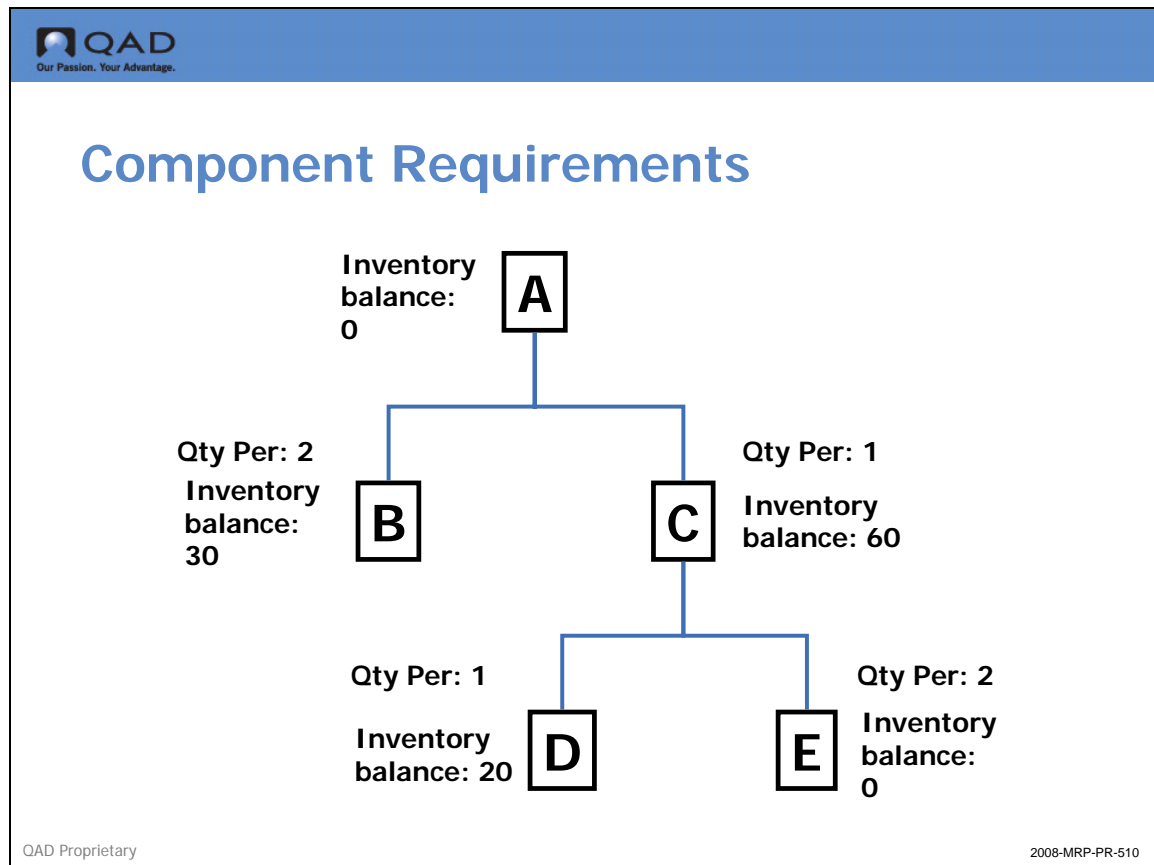 QAD
Our Passion. Your Advantage.
Component Requirements
Inventory
balance:
0
A
Qty Per: 2
Inventory
balance:
30
B
Qty Per: 1
C
Inventory
balance: 60
Qty Per: 1
Inventory
balance: 20
D
Qty Per: 2
E
Inventory
balance:
0
QAD Proprietary
2008-MRP-PR-510